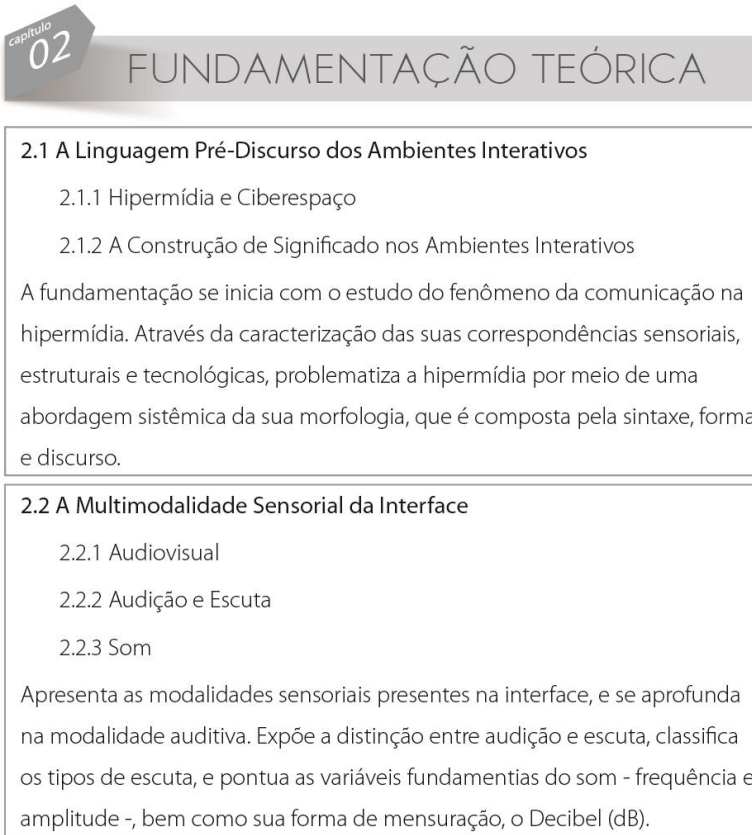 capítulo
02
FUNDAMENTAÇÃO TEÓRICA
2.1 A Linguagem Pré-Discurso dos Ambientes Interativos
2.1.1 Hipermídia e Ciberespaço
2.1.2 A Construção de Significado nos Ambientes Interativos
A fundamentação se inicia com o estudo do fenômeno da comunicação na
hipermídia. Através da caracterização das suas correspondências sensoriais,
estruturais e tecnológicas, problematiza a hipermídia por meio de uma
abordagem sistêmica da sua morfologia, que é composta pela sintaxe, forma
e discurso.
2.2 A Multimodalidade Sensorial da Interface
2.2.1 Audiovisual
2.2.2 Audição e Escuta
2.2.3 Som
Apresenta as modalidades sensoriais presentes na interface, e se aprofunda
na modalidade auditiva. Expõe a distinção entre audição e escuta, classifica
os tipos de escuta, e pontua as variáveis fundamentias do som - frequência e
amplitude -, bem como sua forma de mensuração, o Decibel (dB).